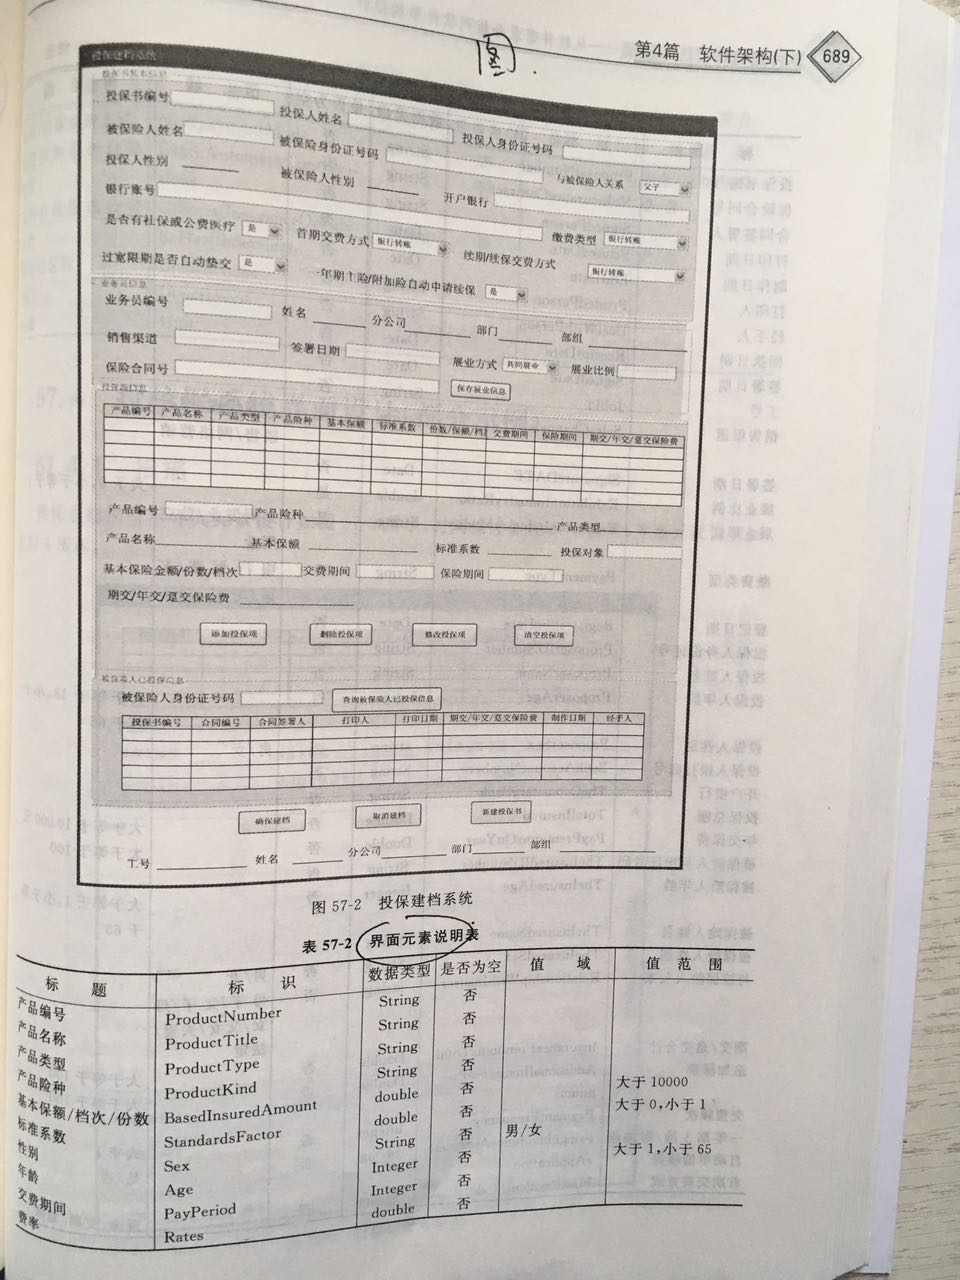 第4篇 软件架构(下) 689
图.
投保建档系统
投保书基本信息
投保书编号 投保人姓名 投保人身份证号码
被保险人姓名 被保险身份证号码 与被保险人关系 父子
投保人性别 被保险人性别 开户银行
银行账号 缴费类型 银行转账
是否有社保或公费医疗 是 首期交费方式 银行转账 续期/续保交费方式 银行转账
过宽限期是否自动垫交 是 一年期主险/附加险自动申请续保 是
业务员信息
业务员编号 姓名 分公司 部门 部组
销售渠道 签署日期 展业方式 共同展业 展业比例
保险合同号 保存展业信息
产品编号 产品名称 产品类型 产品险种 基本保额 标准系数 份数/保额/档 交费期间 保险期间 期交/年交/趸交保险费
产品编号 产品险种 产品类型
产品名称 基本保额 标准系数 投保对象
基本保险金额/份数/档次 交费期间 保险期间
期交/年交/趸交保险费
添加投保项 删除投保项 修改投保项 清空投保项
被保险人已投保信息
被保险人身份证号码 查询被保险人已投保信息
投保书编号 合同编号 合同签署人 打印人 打印日期 期交/年交/趸交保险费 制作日期 经手人
确保建档 取消建档 新建投保书
工号 姓名 分公司 部门 部组
图 57-2 投保建档系统
表 57-2 界面元素说明表
标 题 标 识 数据类型 是否为空 值 域 值 范 围
产品编号 ProductNumber String 否
产品名称 ProductTitle String 否
产品类型 ProductType String 否
产品险种 ProductKind String 否
基本保额/档次/份数 BasedInsuredAmount double 否 大于 10000
标准系数 StandardsFactor double 否 大于 0,小于 1
性别 Sex String 否 男/女
年龄 Age Integer 否 大于 1,小于 65
交费期间 PayPeriod Integer 否
费率 Rates double 否